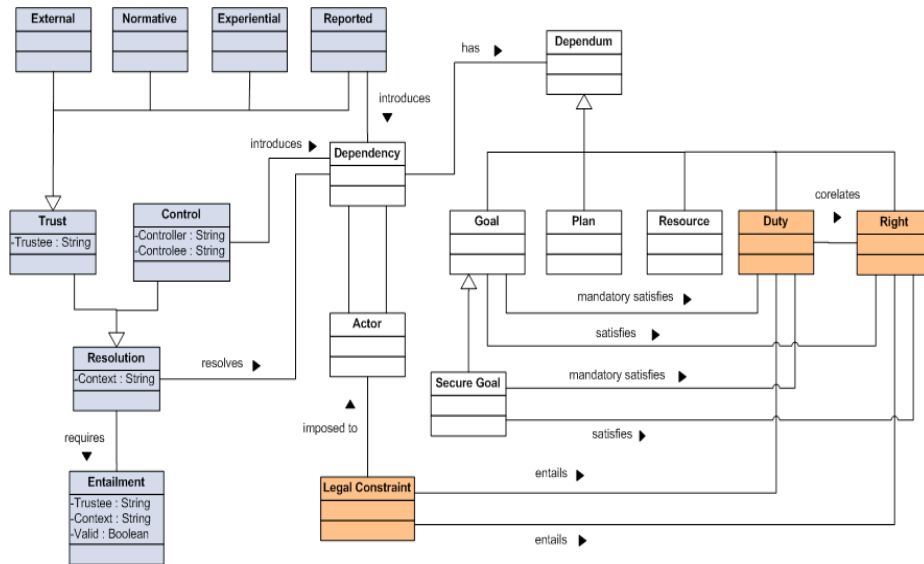 External
Normative
Experiential
Reported
Dependum
has
introduces
introduces
Dependency
corelates
Trust
-Trustee : String
Control
-Controller : String
-Controlee : String
Goal
Plan
Resource
Duty
Right
mandatory satisfies
Actor
satisfies
Resolution
-Context : String
resolves
mandatory satisfies
Secure Goal
imposed to
satisfies
requires
entails
Entailment
-Trustee : String
-Context : String
-Valid : Boolean
Legal Constraint
entails